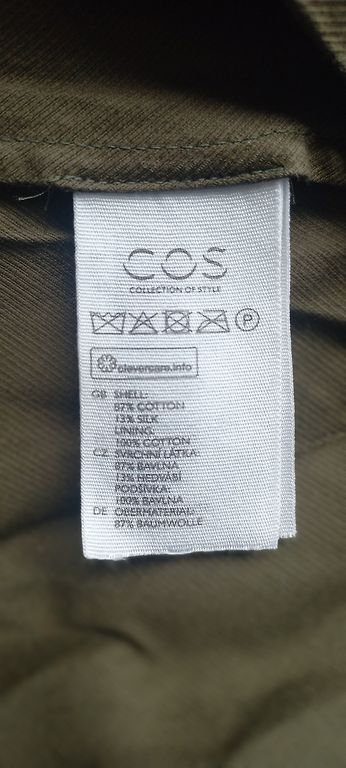 COS
COLLECTION OF STYLE
P
clevercare.info
GB SHELL:
87% COTTON
13% SILK
LINING:
100% COTTON
CZ SVRCHNÍ LÁTKA:
87% BAVLNA
13% HEDVÁBÍ
PODŠÍVKA:
100% BAVLNA
DE OBERMATERIAL:
87% BAUMWOLLE